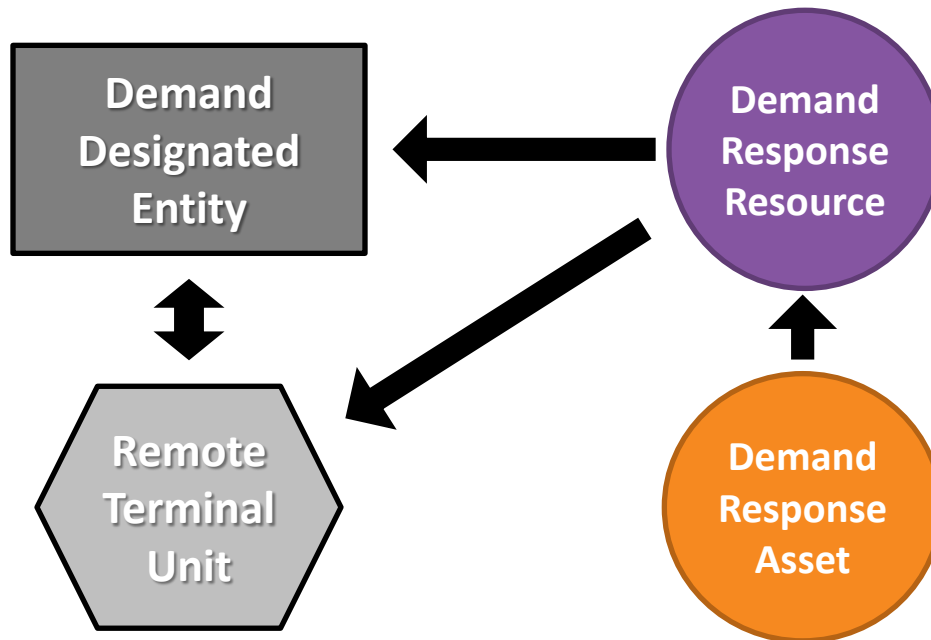 Demand
Designated
Entity
Demand
Response
Resource
Remote
Terminal
Unit
Demand
Response
Asset